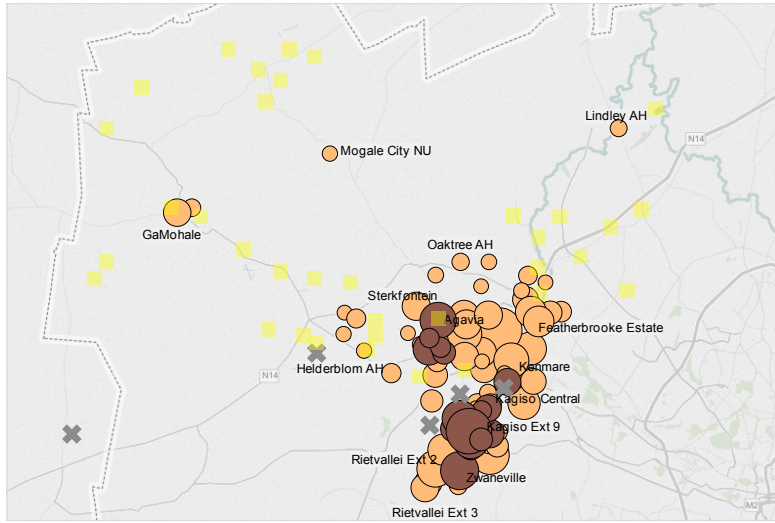 Lindley AH
N14
Mogale City NU
GaMohale
Oaktree AH
Sterkfontein
Agavia
Featherbrooke Estate
Helderblom AH
Kenmare
N14
Kagiso Central
Kagiso Ext 9
Rietvallei Ext 2
Zwaneville
Rietvallei Ext 3
M2